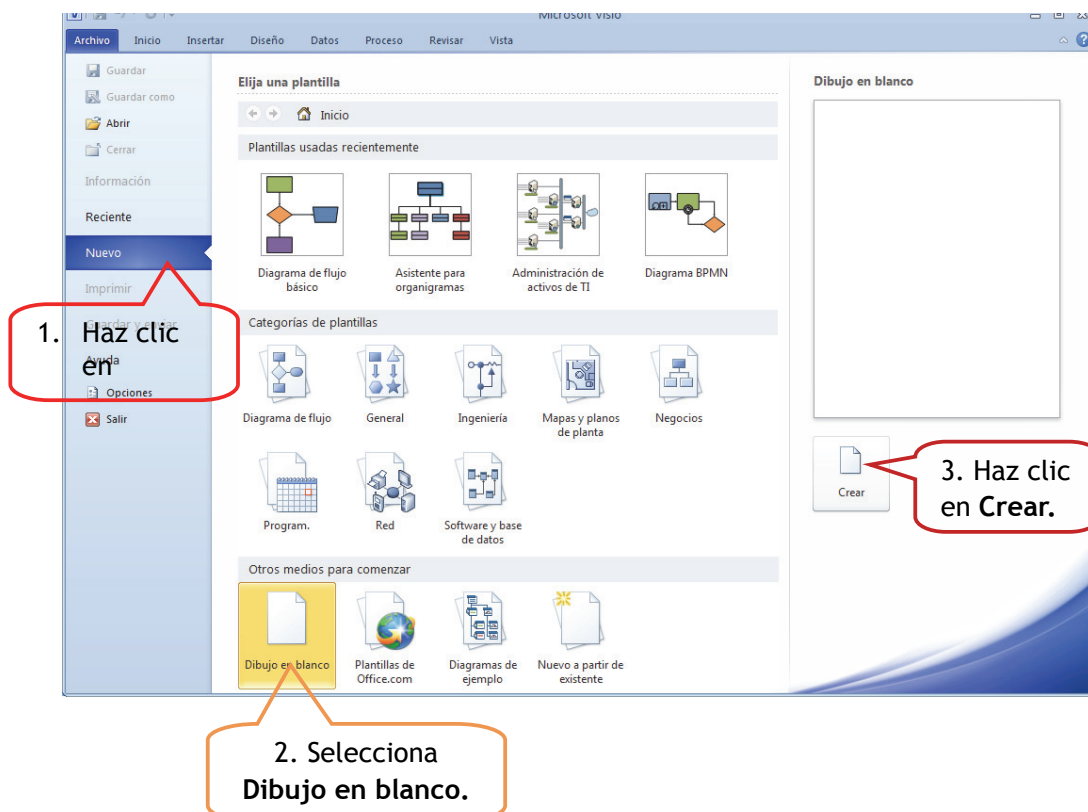 Microsoft Visio
Archivo Inicio Insertar Diseño Datos Proceso Revisar Vista
Guardar
Guardar como
Abrir
Cerrar
Información
Reciente
Nuevo
Imprimir
Guardar y enviar
Ayuda
Opciones
Salir
1. Haz clic
en
Elija una plantilla
Inicio
Plantillas usadas recientemente
Diagrama de flujo
básico
Asistente para
organigramas
Administración de
activos de TI
Diagrama BPMN
Categorías de plantillas
Diagrama de flujo
General
Ingeniería
Mapas y planos
de planta
Negocios
Program.
Red
Software y base
de datos
Otros medios para comenzar
Dibujo en blanco
Plantillas de
Office.com
Diagramas de
ejemplo
Nuevo a partir de
existente
2. Selecciona
Dibujo en blanco.
Dibujo en blanco
Crear
3. Haz clic
en Crear.